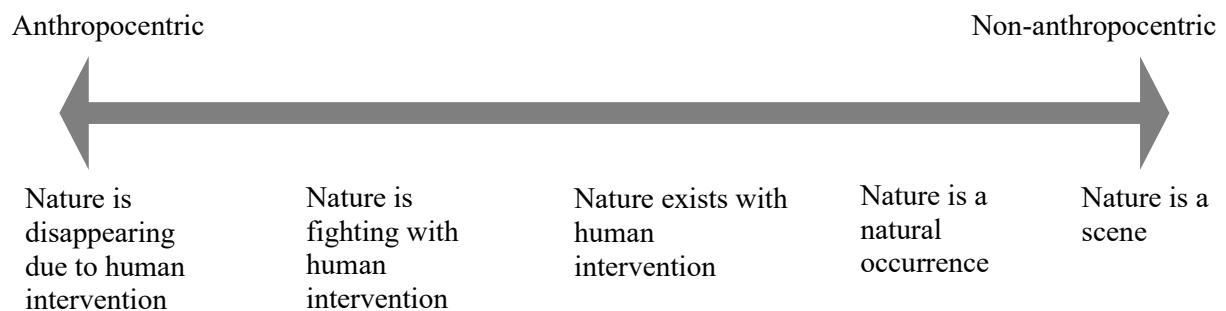 Anthropocentric
Non-anthropocentric
Nature is
disappearing
due to human
intervention
Nature is
fighting with
human
intervention
Nature exists with
human
intervention
Nature is a
natural
occurrence
Nature is a
scene